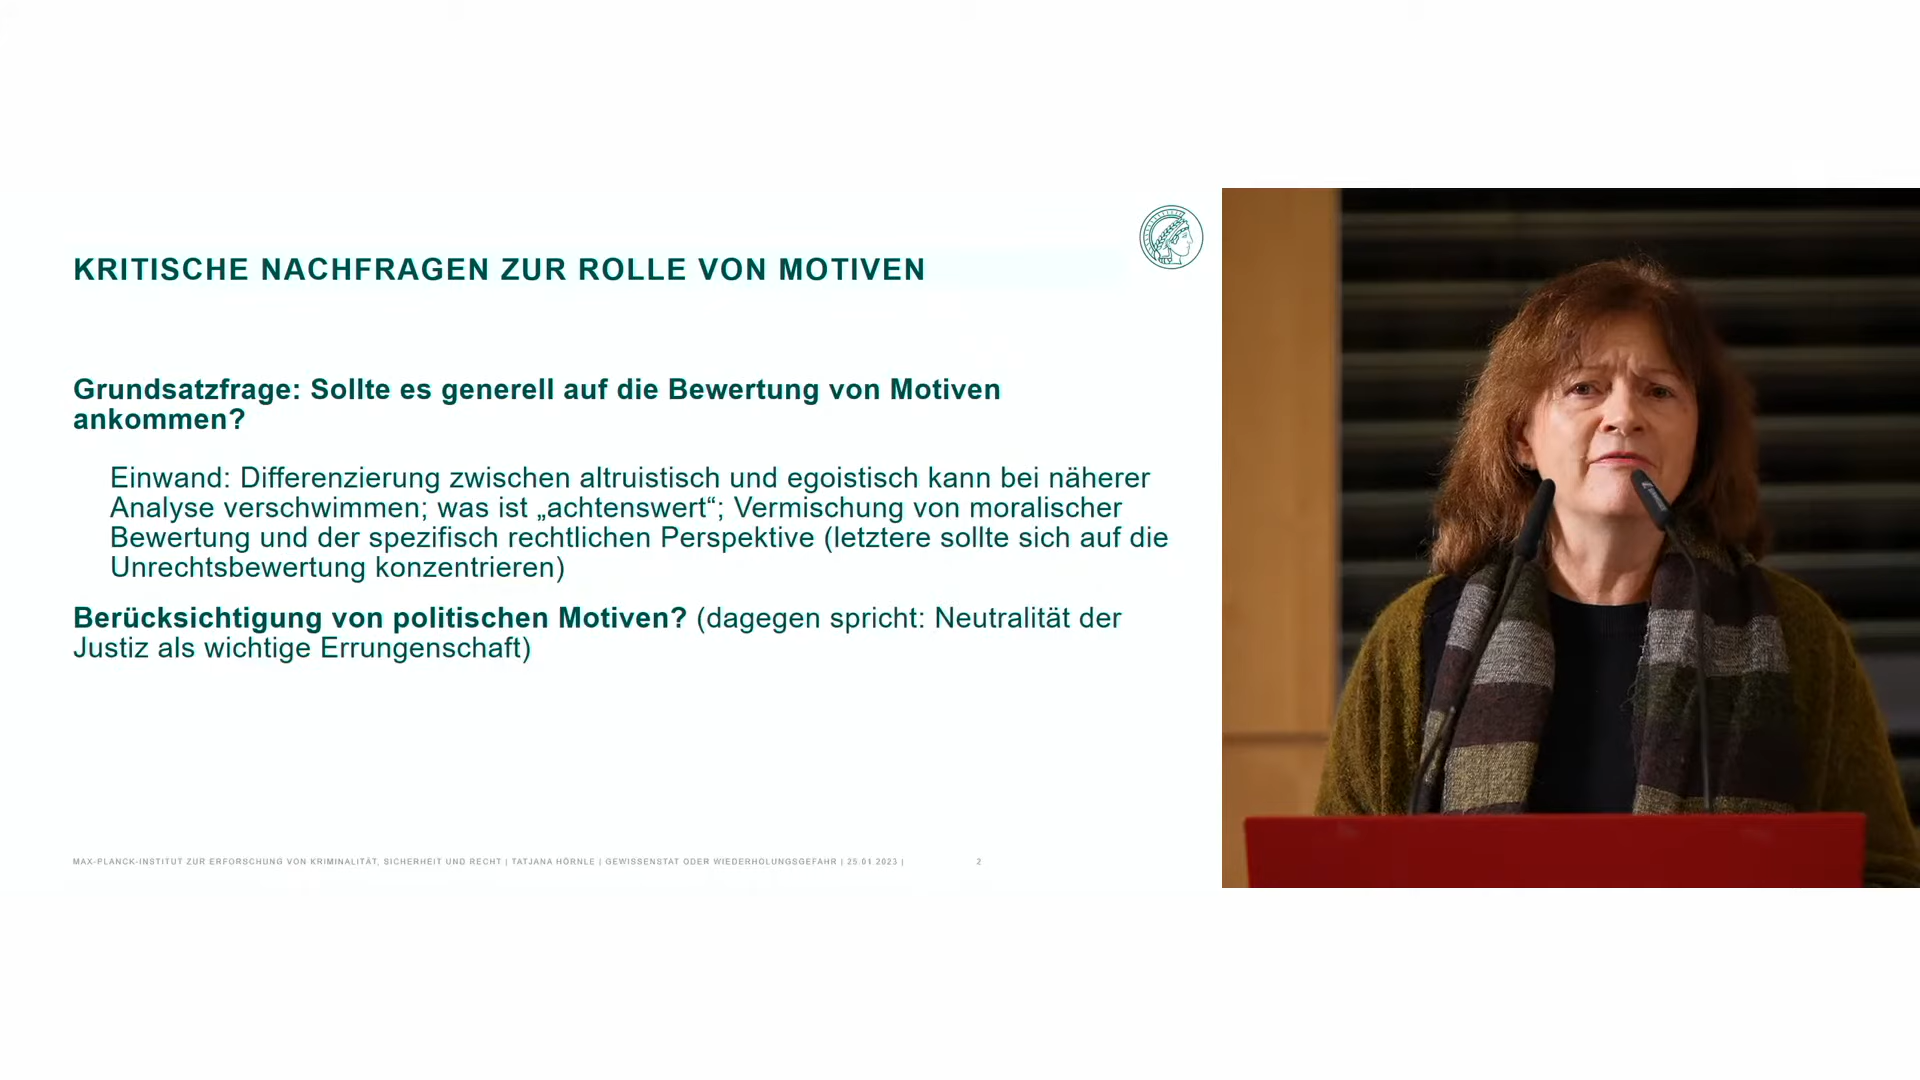 KRITISCHE NACHFRAGEN ZUR ROLLE VON MOTIVEN
Grundsatzfrage: Sollte es generell auf die Bewertung von Motiven
ankommen?
Einwand: Differenzierung zwischen altruistisch und egoistisch kann bei näherer
Analyse verschwimmen; was ist „achtenswert“; Vermischung von moralischer
Bewertung und der spezifisch rechtlichen Perspektive (letztere sollte sich auf die
Unrechtsbewertung konzentrieren)
Berücksichtigung von politischen Motiven? (dagegen spricht: Neutralität der
Justiz als wichtige Errungenschaft)
MAX-PLANCK-INSTITUT ZUR ERFORSCHUNG VON KRIMINALITÄT, SICHERHEIT UND RECHT | TATJANA HÖRNLE | GEWISSENSTAT ODER WIEDERHOLUNGSGEFAHR | 25.01 2023 | 2